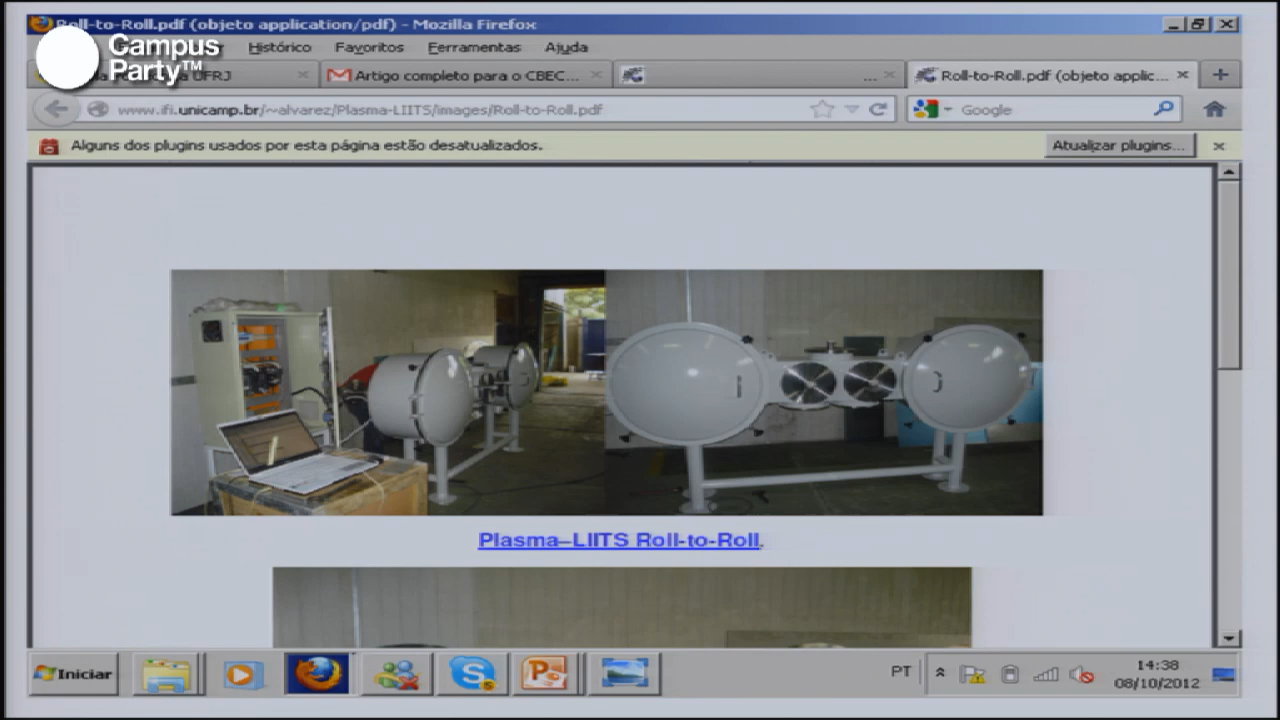 Roll-to-Roll.pdf (objeto application/pdf) - Mozilla Firefox
Campus
Party™
Histórico Favoritos Ferramentas Ajuda
UFRJ
Artigo completo para o CBEC...
...
Roll-to-Roll.pdf (objeto applic...
www.ifi.unicamp.br/~alvarez/Plasma-LIITS/images/Roll-to-Roll.pdf
Google
Alguns dos plugins usados por esta página estão desatualizados.
Atualizar plugins...
Plasma–LIITS Roll-to-Roll.
Iniciar
PT
14:38
08/10/2012